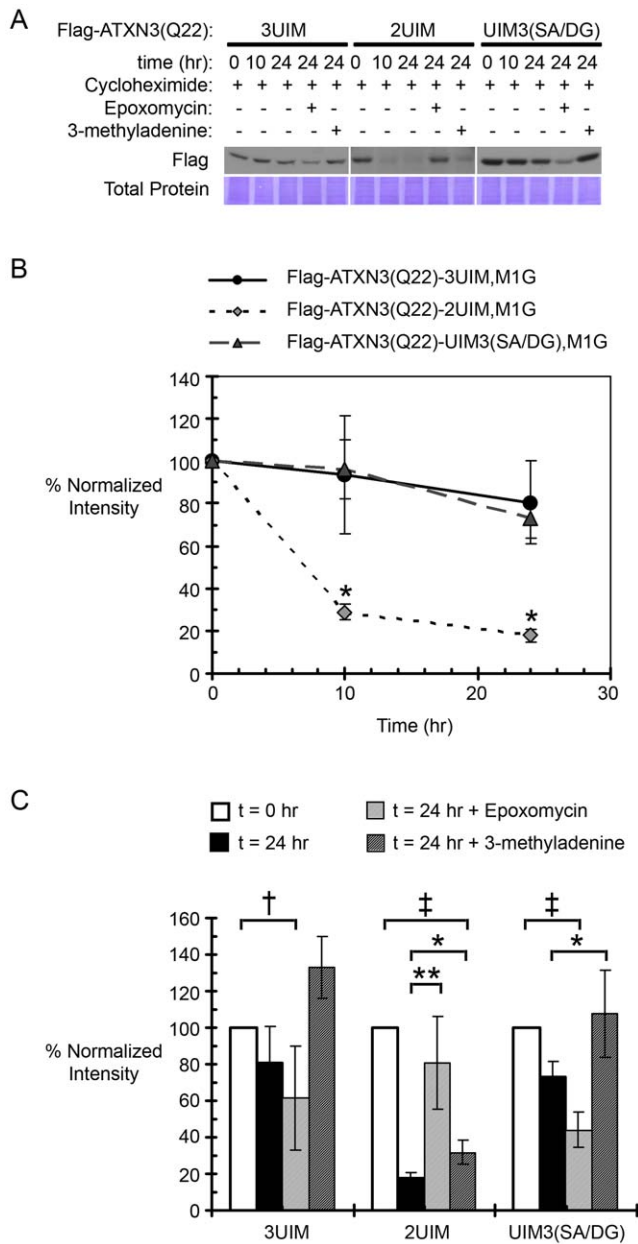 A
Flag-ATXN3(Q22): 3UIM 2UIM UIM3(SA/DG)
time (hr): 0 10 24 24 24 0 10 24 24 24 0 10 24 24 24
Cycloheximide: + + + + + + + + + + + + + + +
Epoxomycin: - - - + - - - - + - - - - + -
3-methyladenine: - - - - + - - - - + - - - - +
Flag
Total Protein
B
Flag-ATXN3(Q22)-3UIM,M1G
Flag-ATXN3(Q22)-2UIM,M1G
Flag-ATXN3(Q22)-UIM3(SA/DG),M1G
140
120
100
80
60
40
20
0
% Normalized
Intensity
* *
0 10 20 30
Time (hr)
C
t = 0 hr t = 24 hr + Epoxomycin
t = 24 hr t = 24 hr + 3-methyladenine
† ‡ ‡
* *
**
160
140
120
100
80
60
40
20
0
% Normalized
Intensity
3UIM 2UIM UIM3(SA/DG)